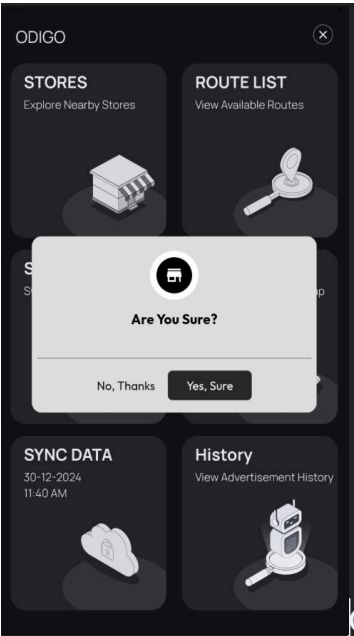 ODIGO
STORES
Explore Nearby Stores
ROUTE LIST
View Available Routes
Are You Sure?
No, Thanks
Yes, Sure
SYNC DATA
30-12-2024
11:40 AM
History
View Advertisement History